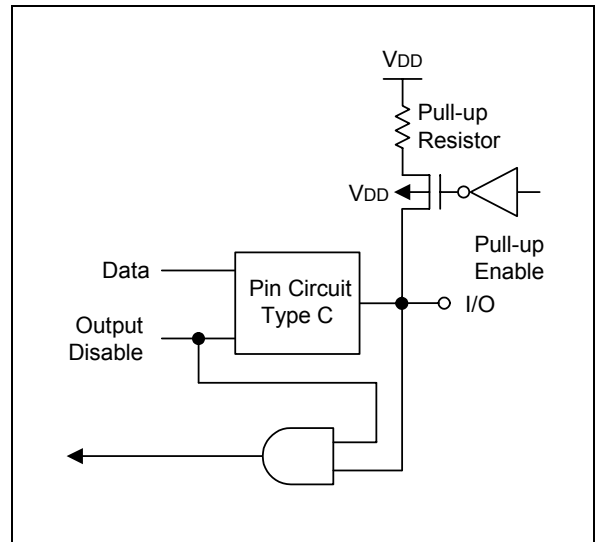 VDD
Pull-up
Resistor
VDD
Pull-up
Enable
Data
Pin Circuit
Type C
I/O
Output
Disable